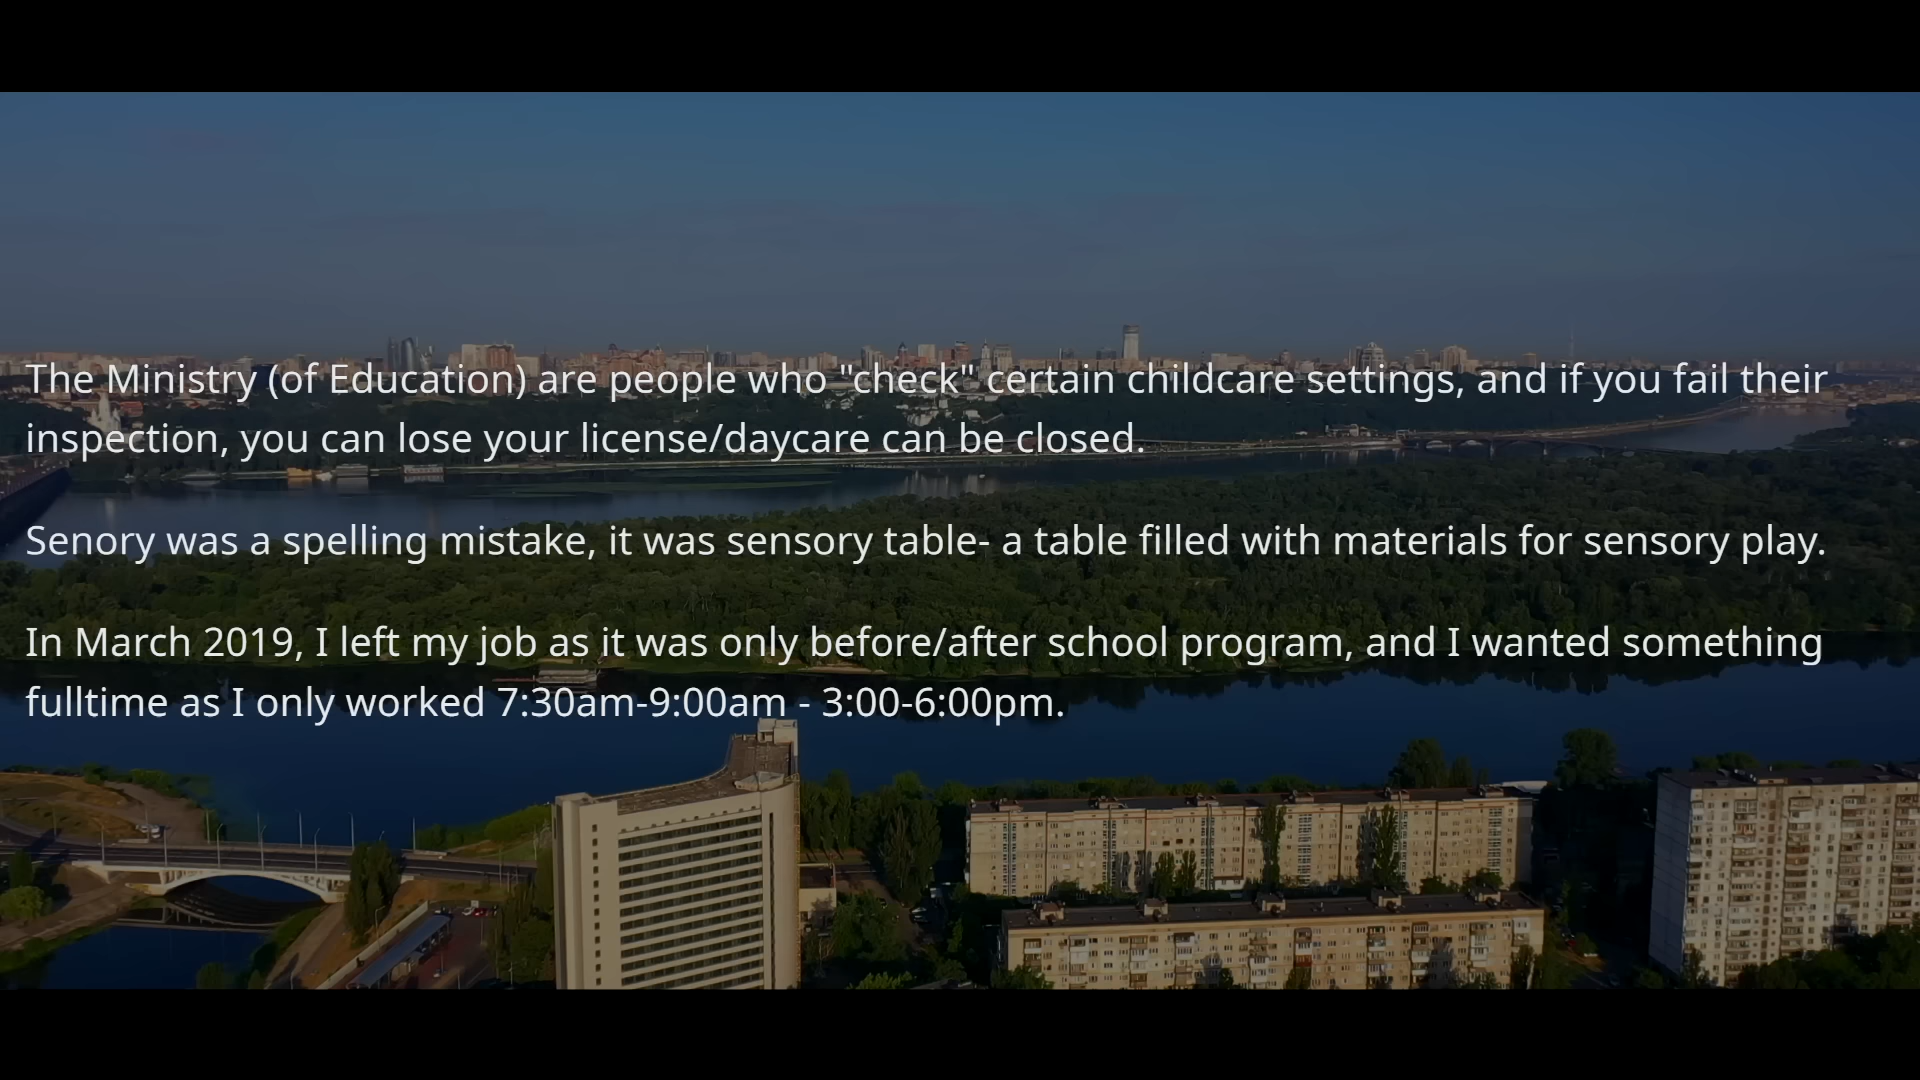 The Ministry (of Education) are people who "check" certain childcare settings, and if you fail their
inspection, you can lose your license/daycare can be closed.
Senory was a spelling mistake, it was sensory table- a table filled with materials for sensory play.
In March 2019, I left my job as it was only before/after school program, and I wanted something
fulltime as I only worked 7:30am-9:00am - 3:00-6:00pm.